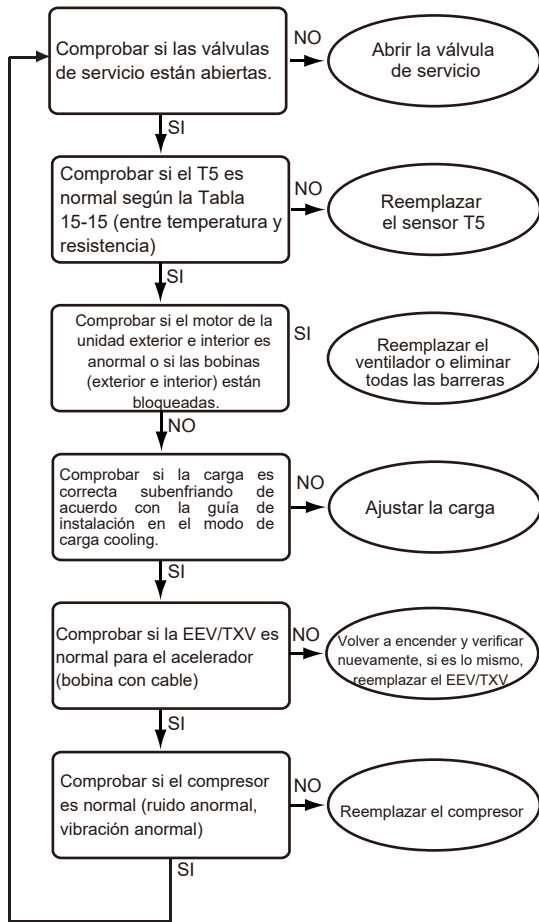 Comprobar si las válvulas
de servicio están abiertas.
NO
Abrir la válvula
de servicio
SI
Comprobar si el T5 es
normal según la Tabla
15-15 (entre temperatura y
resistencia)
NO
Reemplazar
el sensor T5
SI
Comprobar si el motor de la
unidad exterior e interior es
anormal o si las bobinas
(exterior e interior) están
bloqueadas.
SI
Reemplazar el
ventilador o eliminar
todas las barreras
NO
Comprobar si la carga es
correcta subenfriando de
acuerdo con la guía de
instalación en el modo de
carga cooling.
NO
Ajustar la carga
SI
Comprobar si la EEV/TXV es
normal para el acelerador
(bobina con cable)
NO
Volver a encender y verificar
nuevamente, si es lo mismo,
reemplazar el EEV/TXV
SI
Comprobar si el compresor
es normal (ruido anormal,
vibración anormal)
NO
Reemplazar el compresor
SI